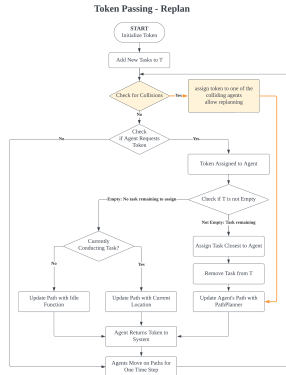 Token Passing - Replan
START
Initialize Token
Add New Tasks to T
Check for Collisions
Yes
assign token to one of the
colliding agents
allow replanning
No
Check
if Agent Requests
Token
No
Yes
Token Assigned to Agent
Check if T is not Empty
Empty: No task remaining to assign
Not Empty: Task remaining
Currently
Conducting Task?
Assign Task Closest to Agent
Remove Task from T
No
Yes
Update Path with Idle
Function
Update Path with Current
Location
Update Agent's Path with
PathPlanner
Agent Returns Token to
System
Agents Move on Paths for
One Time Step